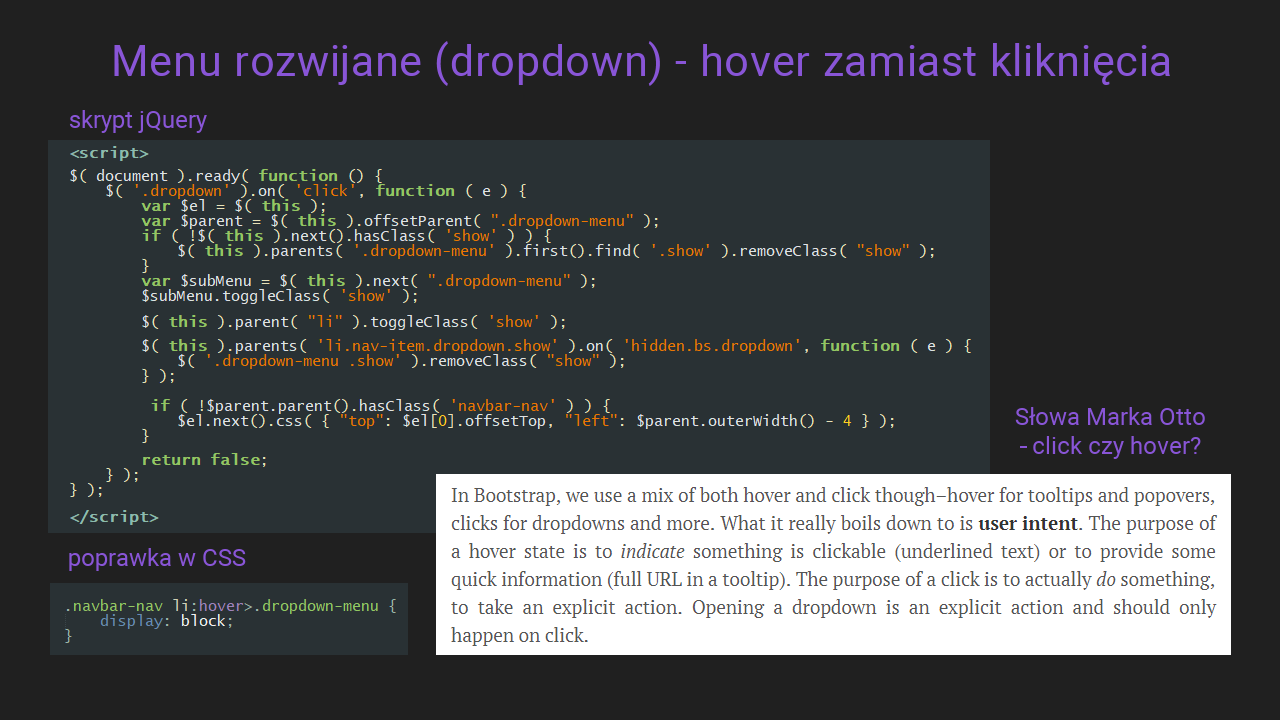 Menu rozwijane (dropdown) - hover zamiast kliknięcia
skrypt jQuery
<script>
$( document ).ready( function () {
    $( '.dropdown' ).on( 'click', function ( e ) {
        var $el = $( this );
        var $parent = $( this ).offsetParent( ".dropdown-menu" );
        if ( !$( this ).next().hasClass( 'show' ) ) {
            $( this ).parents( '.dropdown-menu' ).first().find( '.show' ).removeClass( "show" );
        }
        var $subMenu = $( this ).next( ".dropdown-menu" );
        $subMenu.toggleClass( 'show' );
        $( this ).parent( "li" ).toggleClass( 'show' );
        $( this ).parents( 'li.nav-item.dropdown.show' ).on( 'hidden.bs.dropdown', function ( e ) {
            $( '.dropdown-menu .show' ).removeClass( "show" );
        } );
         if ( !$parent.parent().hasClass( 'navbar-nav' ) ) {
            $el.next().css( { "top": $el[0].offsetTop, "left": $parent.outerWidth() - 4 } );
        }
        return false;
    } );
} );
</script>
Słowa Marka Otto
- click czy hover?
In Bootstrap, we use a mix of both hover and click though–hover for tooltips and popovers,
clicks for dropdowns and more. What it really boils down to is user intent. The purpose of
a hover state is to indicate something is clickable (underlined text) or to provide some
quick information (full URL in a tooltip). The purpose of a click is to actually do something,
to take an explicit action. Opening a dropdown is an explicit action and should only
happen on click.
poprawka w CSS
.navbar-nav li:hover>.dropdown-menu {
    display: block;
}